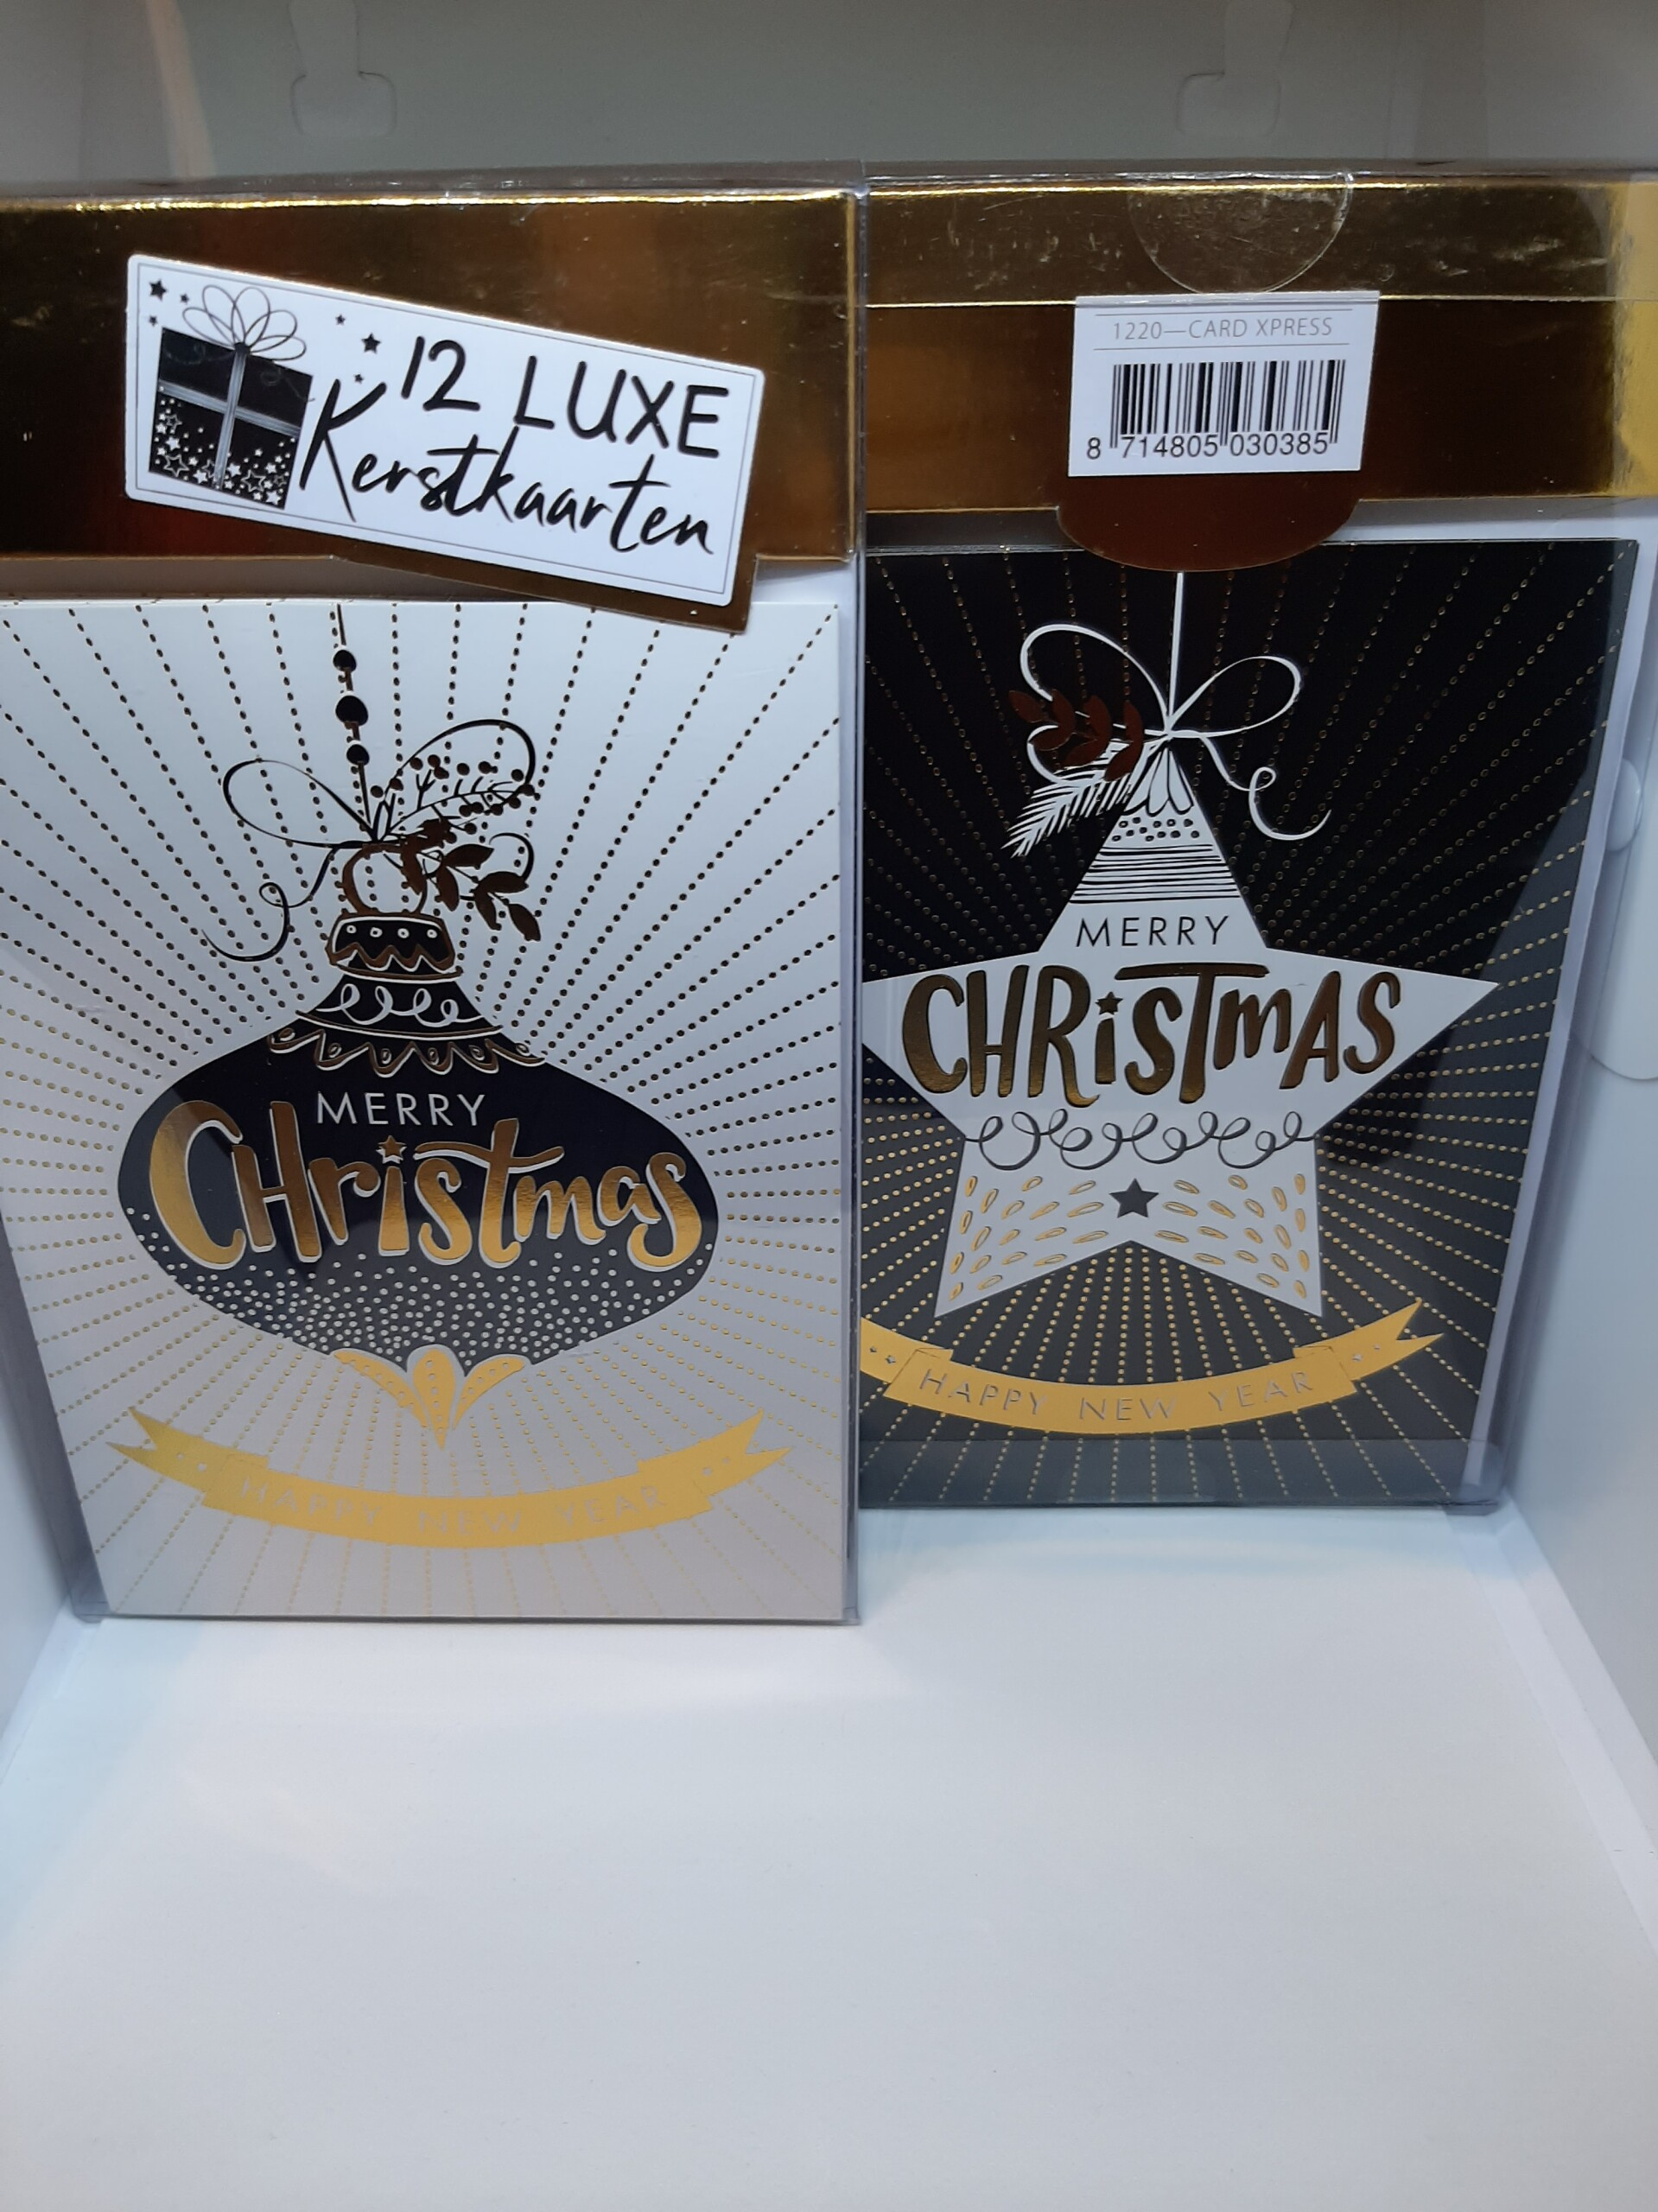 12 LUXE
Kerstkaarten
MERRY
CHristmas
HAPPY NEW YEAR
1220—CARD XPRESS
8 714805 030385
MERRY
CHRiSTmAS
HAPPY NEW YEAR